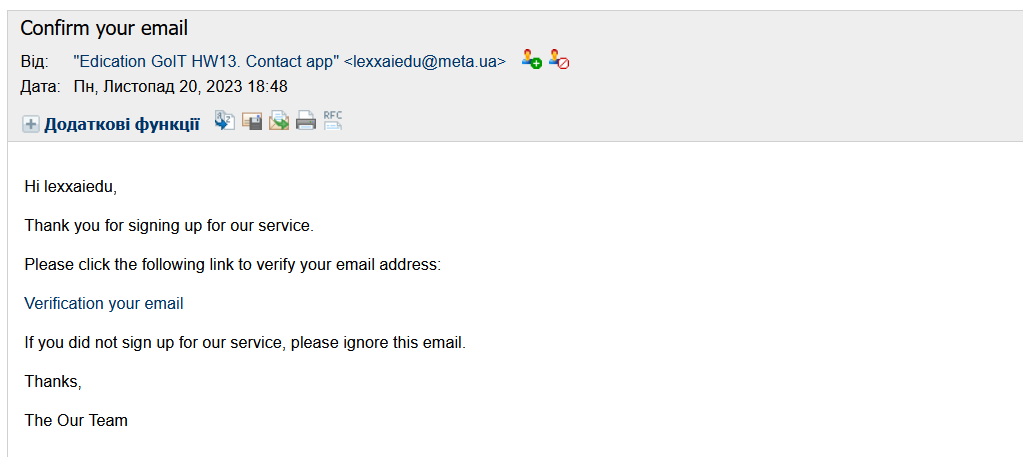 Confirm your email
Від: "Edication GoIT HW13. Contact app" <lexxaiedu@meta.ua>
Дата: Пн, Листопад 20, 2023 18:48
Додаткові функції RFC
Hi lexxaiedu,
Thank you for signing up for our service.
Please click the following link to verify your email address:
Verification your email
If you did not sign up for our service, please ignore this email.
Thanks,
The Our Team